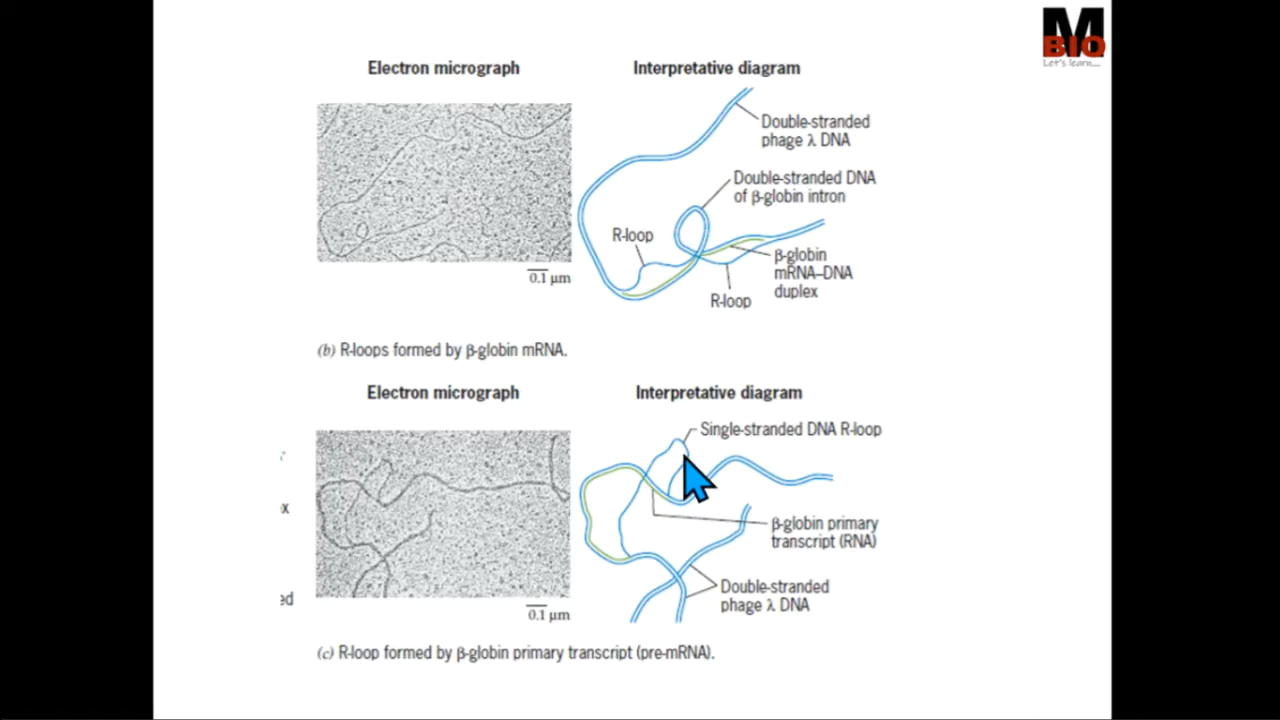 M
BIO
Let's learn...
Electron micrograph
Interpretative diagram
Double-stranded
phage λ DNA
Double-stranded DNA
of β-globin intron
R-loop
β-globin
mRNA–DNA
duplex
R-loop
0.1 µm
(b) R-loops formed by β-globin mRNA.
Electron micrograph
Interpretative diagram
Single-stranded DNA R-loop
β-globin primary
transcript (RNA)
Double-stranded
phage λ DNA
0.1 µm
ed
(c) R-loop formed by β-globin primary transcript (pre-mRNA).